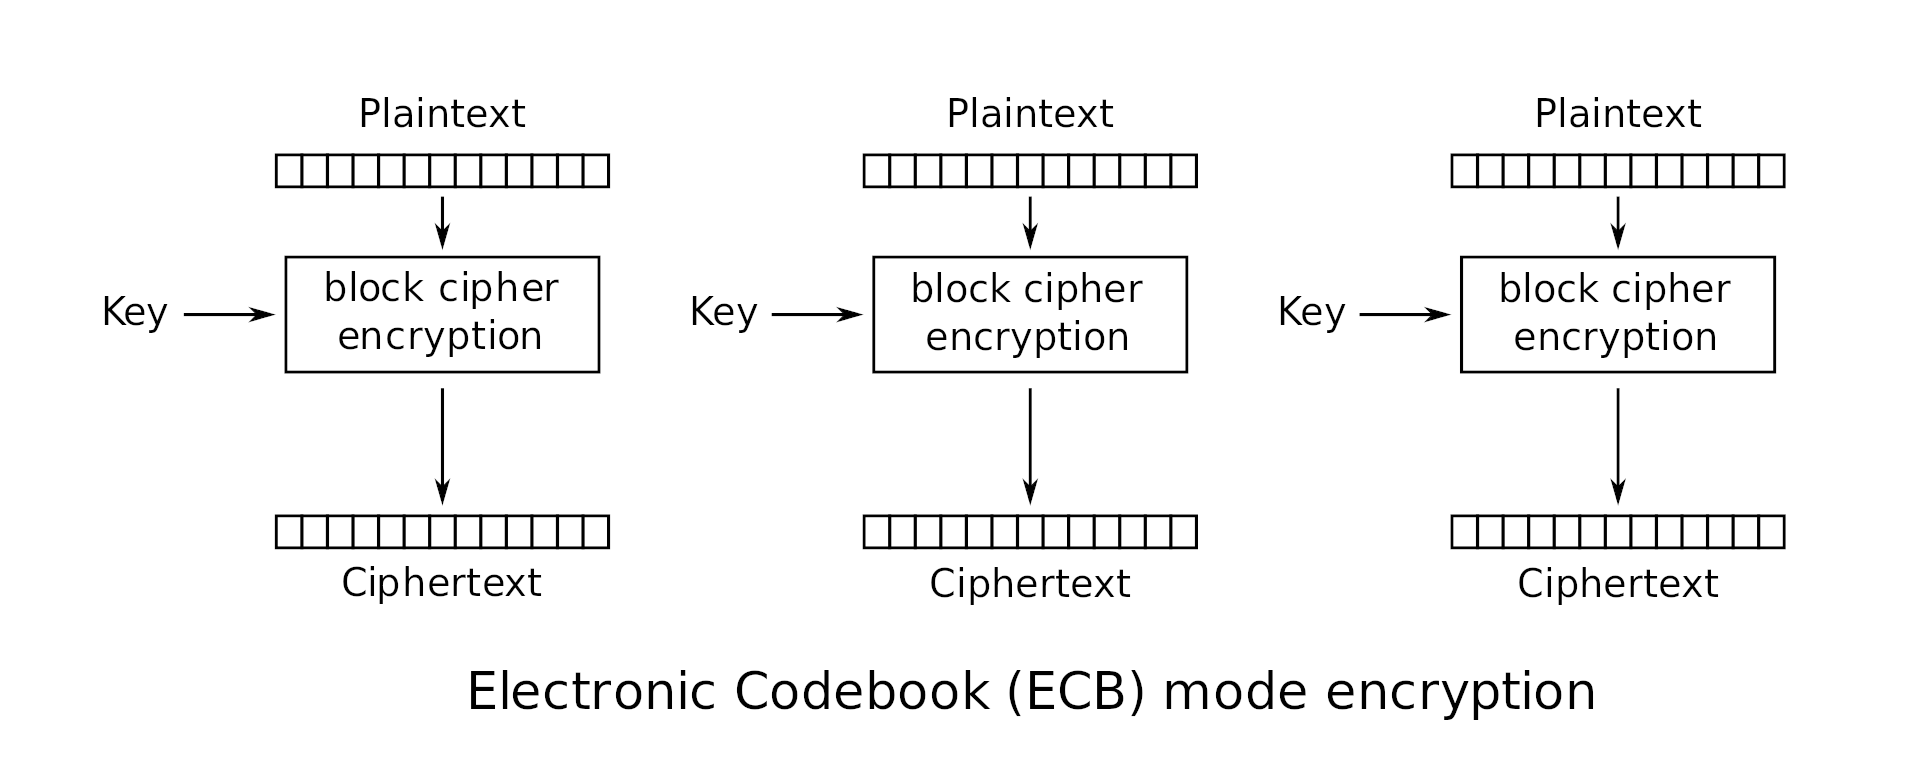 Plaintext
Plaintext
Plaintext
Key
block cipher
encryption
Key
block cipher
encryption
Key
block cipher
encryption
Ciphertext
Ciphertext
Ciphertext
Electronic Codebook (ECB) mode encryption